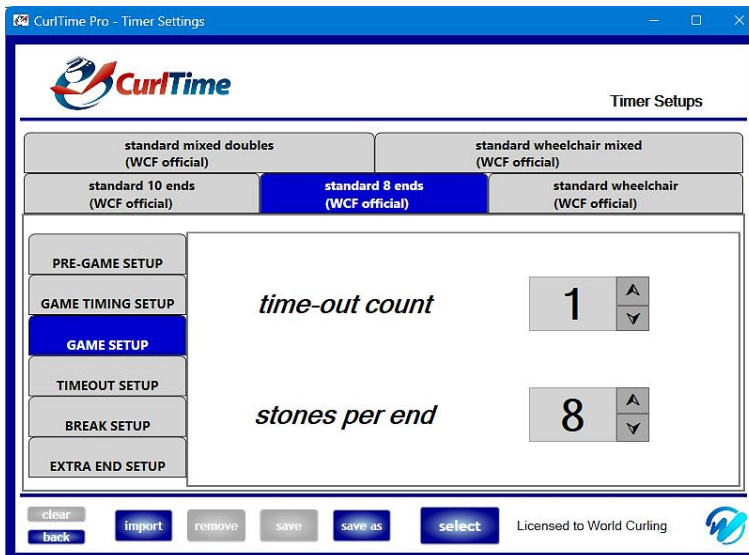 CurlTime Pro - Timer Settings
CurlTime
Timer Setups
standard mixed doubles
(WCF official)
standard wheelchair mixed
(WCF official)
standard 10 ends
(WCF official)
standard 8 ends
(WCF official)
standard wheelchair
(WCF official)
PRE-GAME SETUP
GAME TIMING SETUP
GAME SETUP
TIMEOUT SETUP
BREAK SETUP
EXTRA END SETUP
time-out count
1
stones per end
8
clear
back
import
remove
save
save as
select
Licensed to World Curling